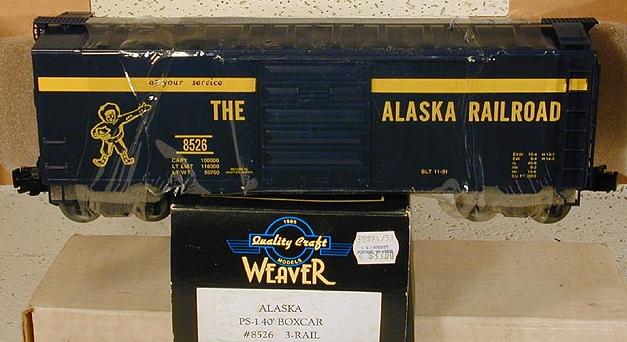 at your service
THE ALASKA RAILROAD
8526
CAPY 100000
LT LMT 118300
LT WT 50700
BLT 11-51
1965
Quality Craft
MODELS
WEAVER
ALASKA
PS-1 40' BOXCAR
#8526 3-RAIL